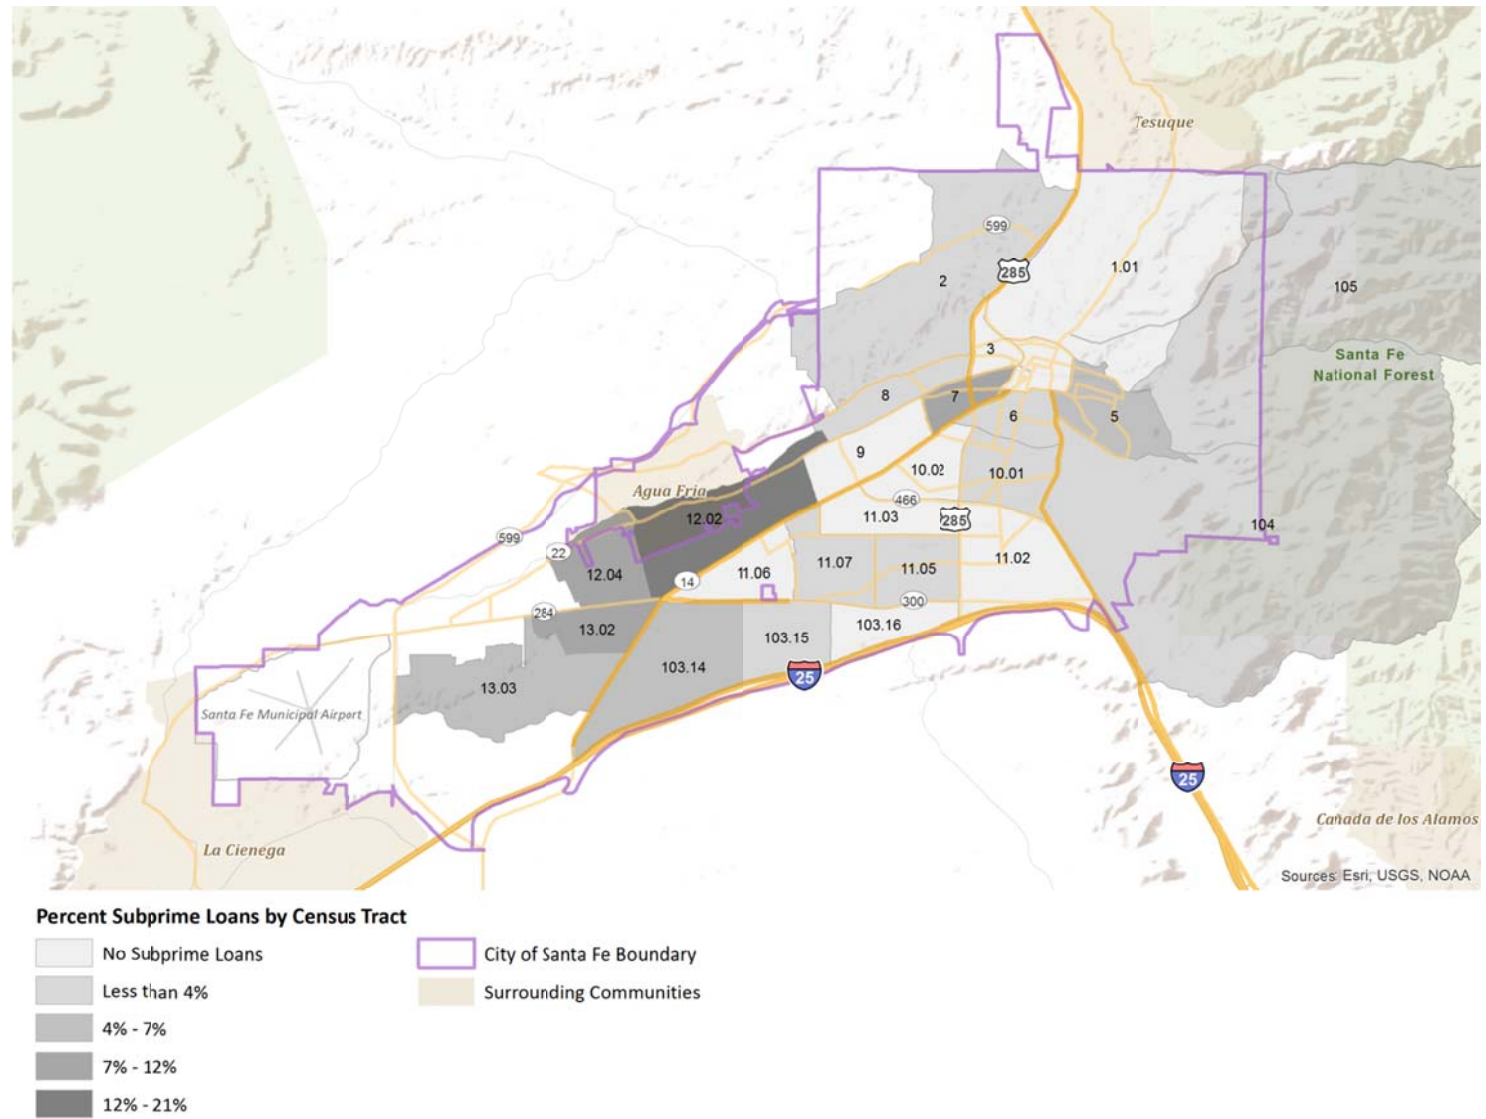 Tesuque
599
285
1.01
2
105
Santa Fe
National Forest
3
8
7
6
5
9
10.02
10.01
Agua Fria
466
12.02
11.03
285
104
599
22
11.02
12.04
14
11.06
11.07
11.05
284
300
13.02
103.16
103.15
103.14
25
13.03
Santa Fe Municipal Airport
25
Cañada de los Alamos
La Cienega
Sources: Esri, USGS, NOAA
Percent Subprime Loans by Census Tract
No Subprime Loans
City of Santa Fe Boundary
Less than 4%
Surrounding Communities
4% - 7%
7% - 12%
12% - 21%